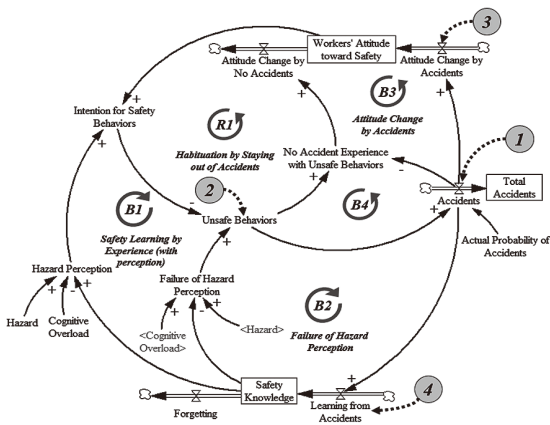 3
Workers' Attitude
toward Safety
Attitude Change by
No Accidents
Attitude Change by
Accidents
+
+
+
B3
Attitude Change
by Accidents
Intention for Safety
Behaviors
+
R1
Habituation by Staying
out of Accidents
No Accident Experience
with Unsafe Behaviors
+
-
1
Total
Accidents
Accidents
+
B4
2
-
Unsafe Behaviors
+
B1
Safety Learning by
Experience (with
perception)
Actual Probability of
Accidents
Hazard Perception
+
-
+
Hazard
Cognitive
Overload
Failure of Hazard
Perception
+
-
+
<Cognitive
Overload>
<Hazard>
B2
Failure of Hazard
Perception
+
4
Safety
Knowledge
Forgetting
Learning from
Accidents